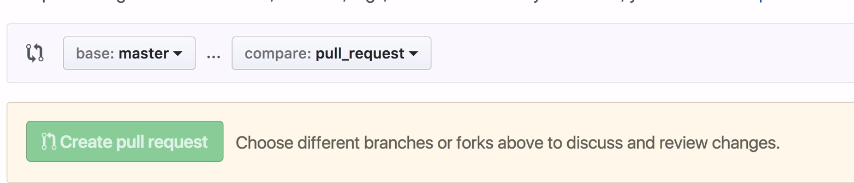 base: master ... compare: pull_request
Create pull request Choose different branches or forks above to discuss and review changes.